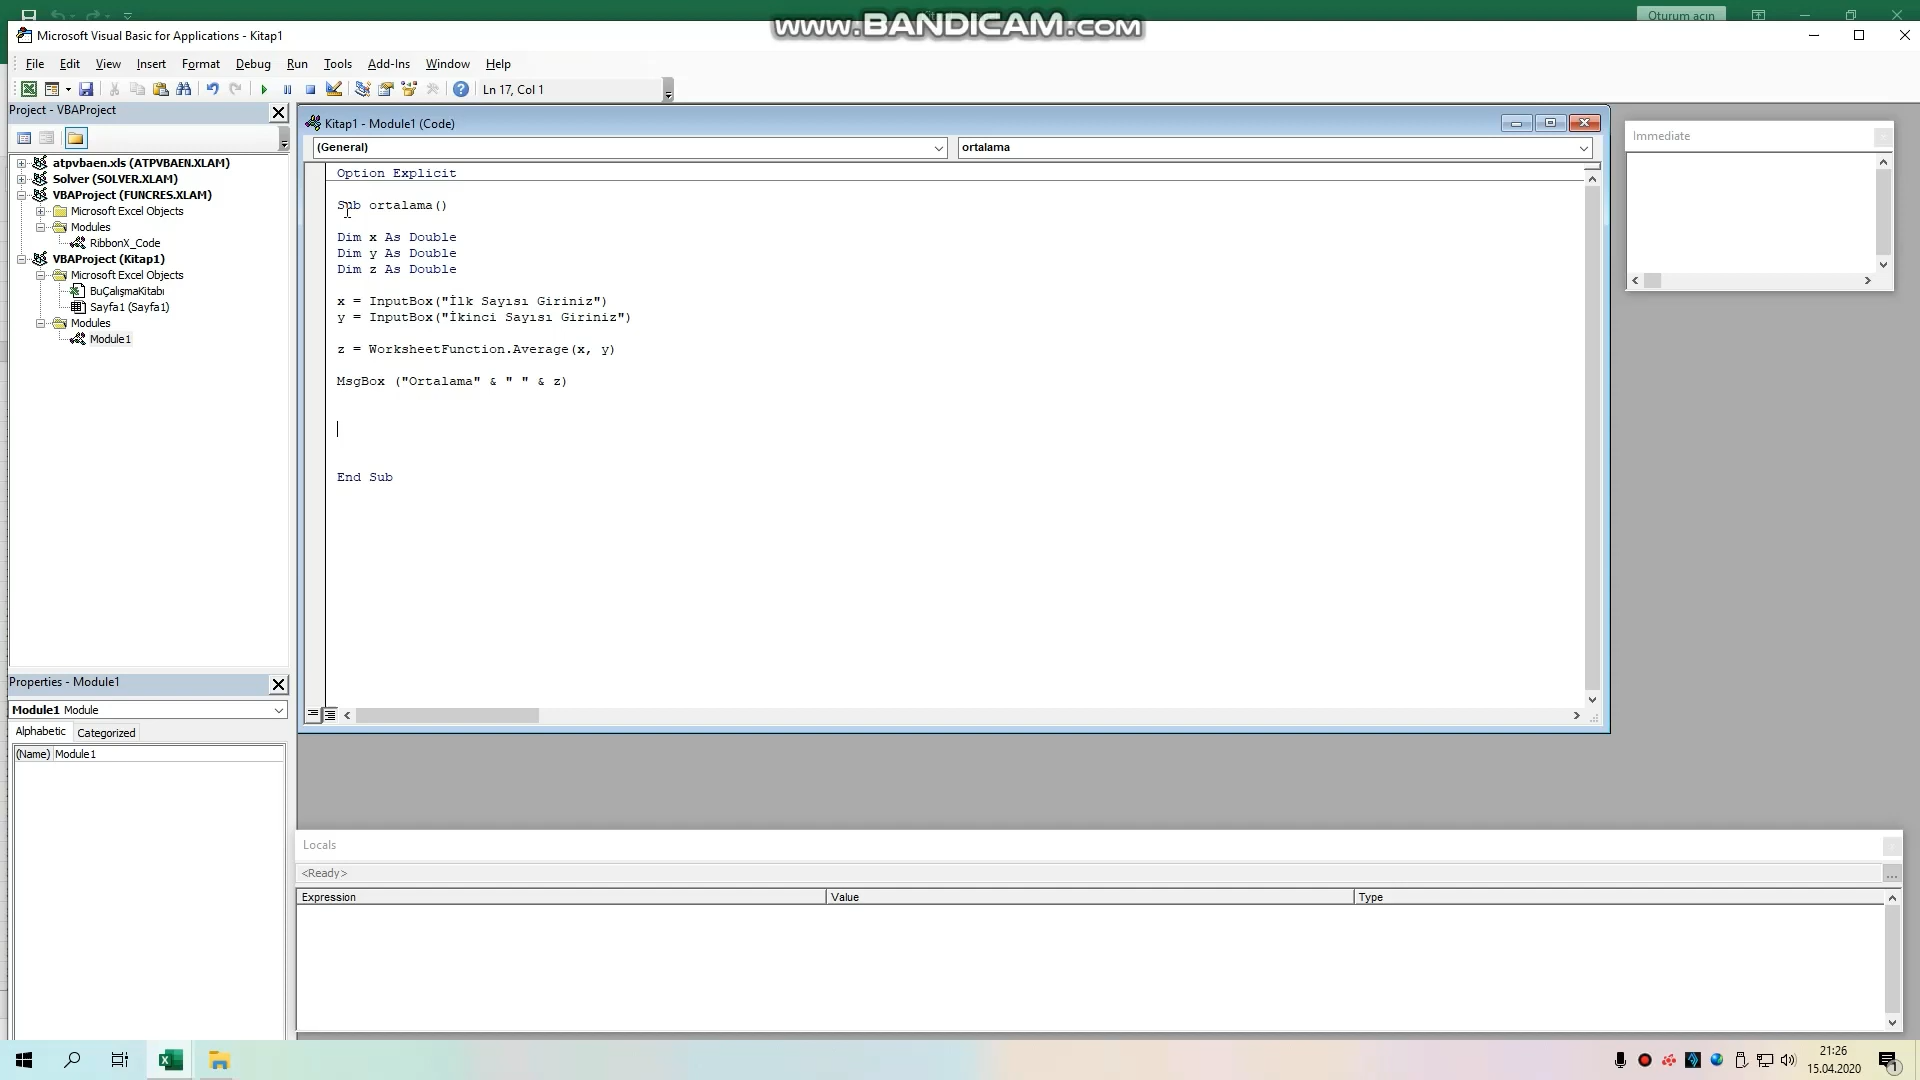 Oturum açın
www.BANDICAM.com
Microsoft Visual Basic for Applications - Kitap1
File Edit View Insert Format Debug Run Tools Add-Ins Window Help
Ln 17, Col 1
Project - VBAProject
atpvbaen.xls (ATPVBAEN.XLAM)
Solver (SOLVER.XLAM)
VBAProject (FUNCRES.XLAM)
Microsoft Excel Objects
Modules
RibbonX_Code
VBAProject (Kitap1)
Microsoft Excel Objects
BuÇalışmaKitabı
Sayfa1 (Sayfa1)
Modules
Module1
Properties - Module1
Module1 Module
Alphabetic Categorized
(Name) Module1
Kitap1 - Module1 (Code)
(General) ortalama
Option Explicit
Sub ortalama()
Dim x As Double
Dim y As Double
Dim z As Double
x = InputBox("İlk Sayısı Giriniz")
y = InputBox("İkinci Sayısı Giriniz")
z = WorksheetFunction.Average(x, y)
MsgBox ("Ortalama" & " " & z)
End Sub
Immediate
Locals
<Ready>
...
Expression Value Type
21:26
15.04.2020
1